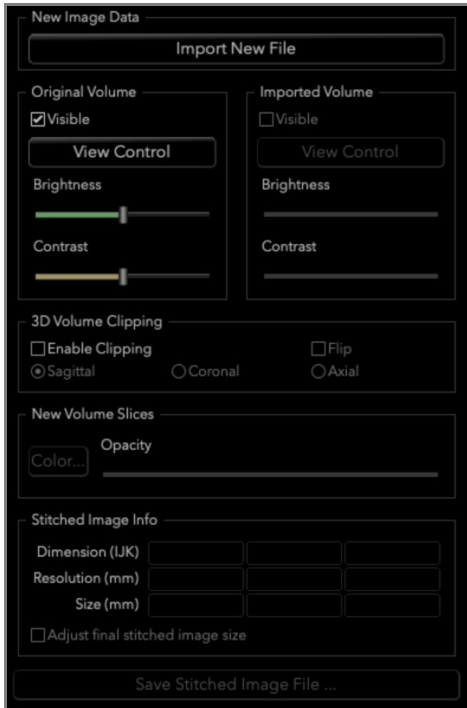 New Image Data
Import New File
Original Volume
Visible
View Control
Brightness
Contrast
Imported Volume
Visible
View Control
Brightness
Contrast
3D Volume Clipping
Enable Clipping Flip
Sagittal Coronal Axial
New Volume Slices
Color... Opacity
Stitched Image Info
Dimension (IJK)
Resolution (mm)
Size (mm)
Adjust final stitched image size
Save Stitched Image File ...